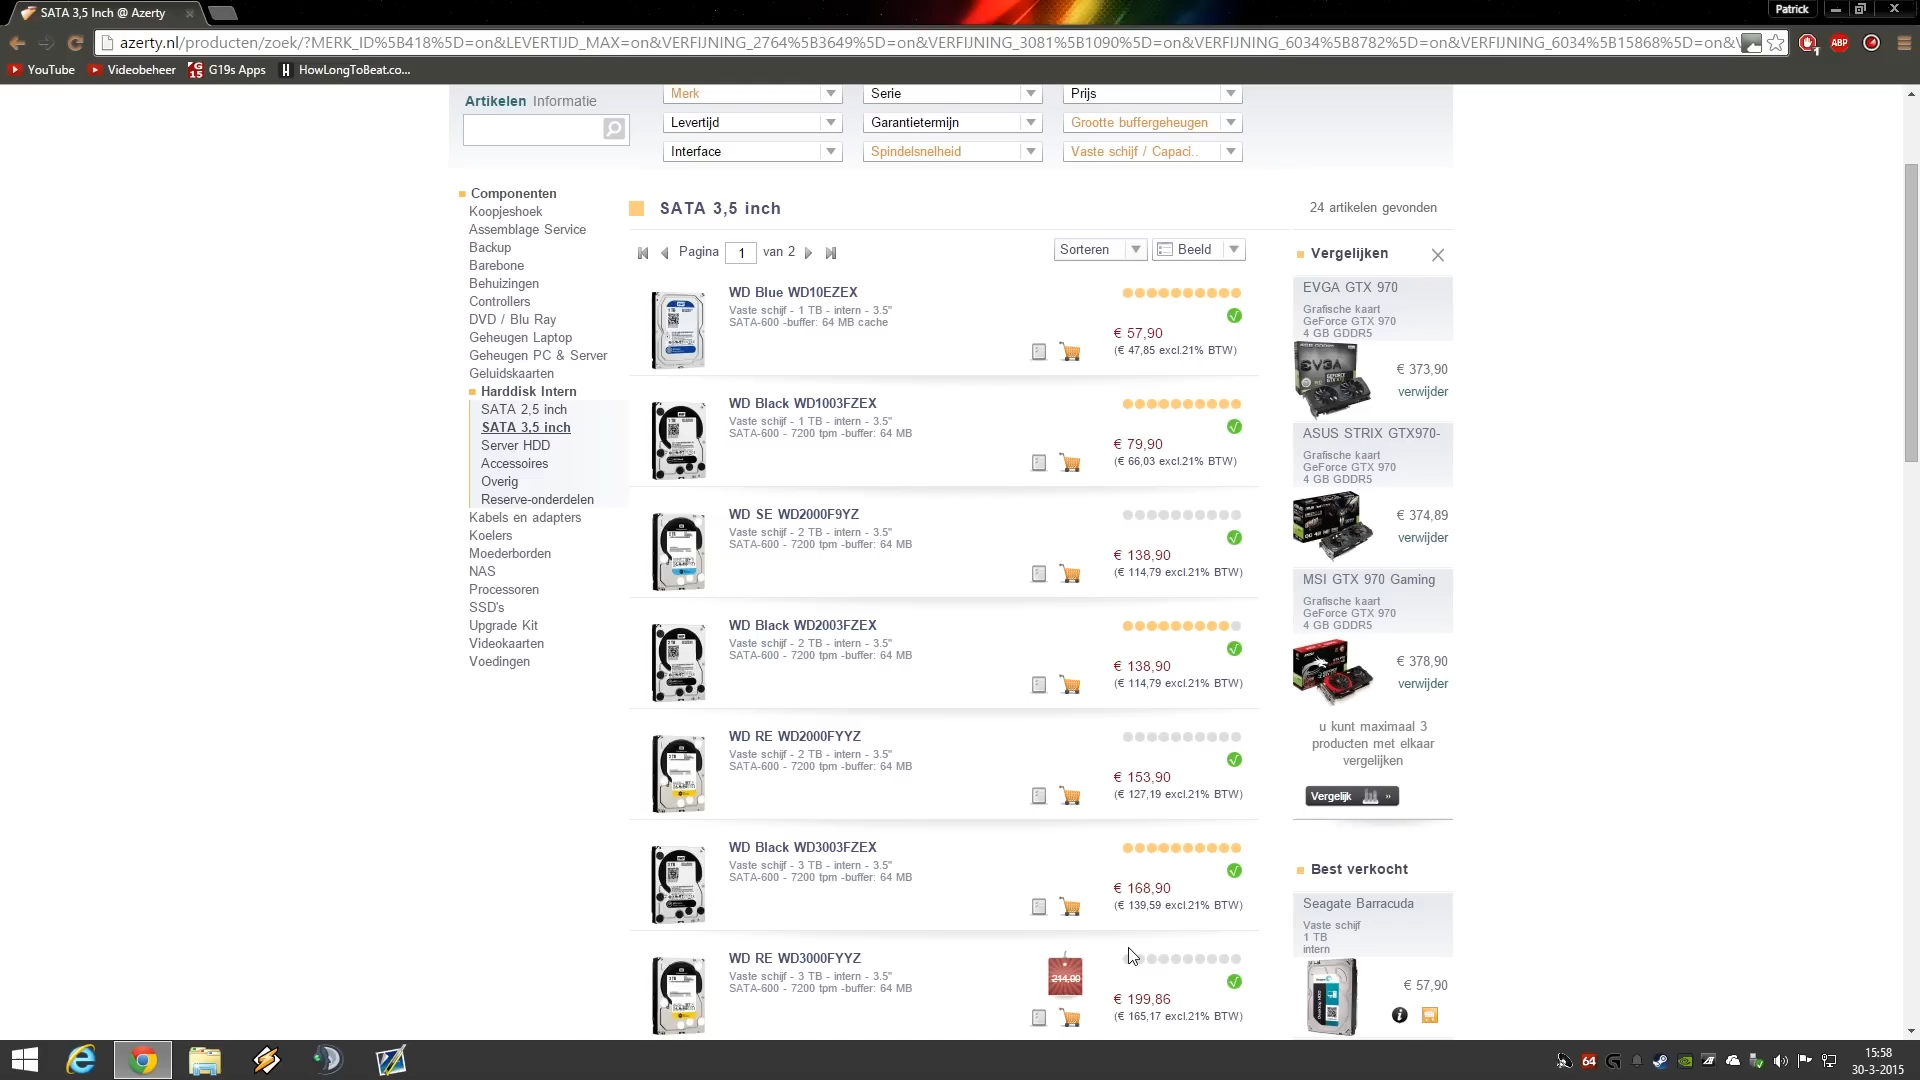 SATA 3,5 Inch @ Azerty
Patrick
azerty.nl/producten/zoek/?MERK_ID%5B418%5D=on&LEVERTIJD_MAX=on&VERFIJNING_2764%5B3649%5D=on&VERFIJNING_3081%5B1090%5D=on&VERFIJNING_6034%5B8782%5D=on&VERFIJNING_6034%5B15868%5D=on&
ABP
YouTube Videobeheer G19s Apps HowLongToBeat.co...
Artikelen Informatie
Merk Serie Prijs
Levertijd Garantietermijn Grootte buffergeheugen
Interface Spindelsnelheid Vaste schijf / Capaci..
Componenten
Koopjeshoek
Assemblage Service
Backup
Barebone
Behuizingen
Controllers
DVD / Blu Ray
Geheugen Laptop
Geheugen PC & Server
Geluidskaarten
Harddisk Intern
SATA 2,5 inch
SATA 3,5 inch
Server HDD
Accessoires
Overig
Reserve-onderdelen
Kabels en adapters
Koelers
Moederborden
NAS
Processoren
SSD's
Upgrade Kit
Videokaarten
Voedingen
SATA 3,5 inch
24 artikelen gevonden
Pagina 1 van 2
Sorteren Beeld
WD Blue WD10EZEX
Vaste schijf - 1 TB - intern - 3.5"
SATA-600 -buffer: 64 MB cache
€ 57,90
(€ 47,85 excl.21% BTW)
WD Black WD1003FZEX
Vaste schijf - 1 TB - intern - 3.5"
SATA-600 - 7200 tpm -buffer: 64 MB
€ 79,90
(€ 66,03 excl.21% BTW)
WD SE WD2000F9YZ
Vaste schijf - 2 TB - intern - 3.5"
SATA-600 - 7200 tpm -buffer: 64 MB
€ 138,90
(€ 114,79 excl.21% BTW)
WD Black WD2003FZEX
Vaste schijf - 2 TB - intern - 3.5"
SATA-600 - 7200 tpm -buffer: 64 MB
€ 138,90
(€ 114,79 excl.21% BTW)
WD RE WD2000FYYZ
Vaste schijf - 2 TB - intern - 3.5"
SATA-600 - 7200 tpm -buffer: 64 MB
€ 153,90
(€ 127,19 excl.21% BTW)
WD Black WD3003FZEX
Vaste schijf - 3 TB - intern - 3.5"
SATA-600 - 7200 tpm -buffer: 64 MB
€ 168,90
(€ 139,59 excl.21% BTW)
WD RE WD3000FYYZ
Vaste schijf - 3 TB - intern - 3.5"
SATA-600 - 7200 tpm -buffer: 64 MB
€ 199,86
(€ 165,17 excl.21% BTW)
Vergelijken
EVGA GTX 970
Grafische kaart
GeForce GTX 970
4 GB GDDR5
EVGA
€ 373,90
verwijder
ASUS STRIX GTX970-
Grafische kaart
GeForce GTX 970
4 GB GDDR5
€ 374,89
verwijder
MSI GTX 970 Gaming
Grafische kaart
GeForce GTX 970
4 GB GDDR5
€ 378,90
verwijder
u kunt maximaal 3
producten met elkaar
vergelijken
Vergelijk »
Best verkocht
Seagate Barracuda
Vaste schijf
1 TB
intern
€ 57,90
64
15:58
30-3-2015